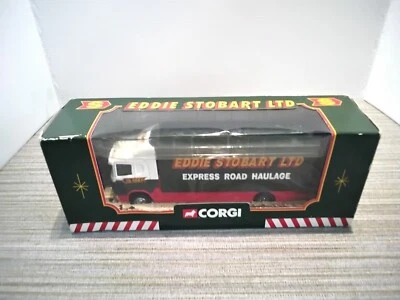 S EDDIE STOBART LTD S
EDDIE STOBART LTD
EXPRESS ROAD HAULAGE
CORGI